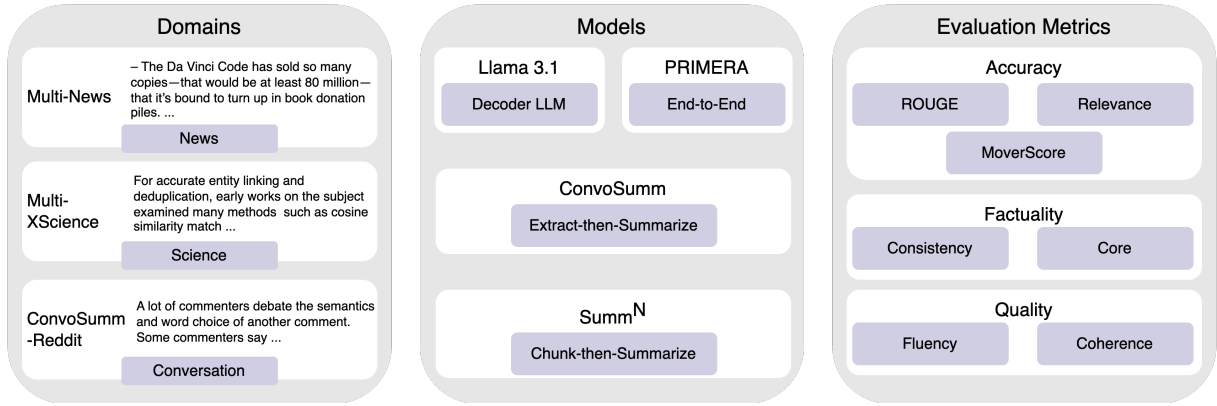 Domains
Multi-News
– The Da Vinci Code has sold so many
copies—that would be at least 80 million—
that it's bound to turn up in book donation
piles. ...
News
Multi-
XScience
For accurate entity linking and
deduplication, early works on the subject
examined many methods such as cosine
similarity match ...
Science
ConvoSumm
-Reddit
A lot of commenters debate the semantics
and word choice of another comment.
Some commenters say ...
Conversation
Models
Llama 3.1
Decoder LLM
PRIMERA
End-to-End
ConvoSumm
Extract-then-Summarize
Summ^N
Chunk-then-Summarize
Evaluation Metrics
Accuracy
ROUGE
Relevance
MoverScore
Factuality
Consistency
Core
Quality
Fluency
Coherence